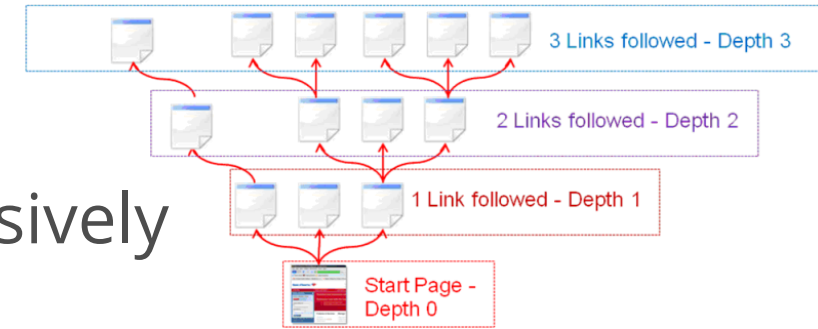 3 Links followed - Depth 3
2 Links followed - Depth 2
sively
1 Link followed - Depth 1
Start Page -
Depth 0